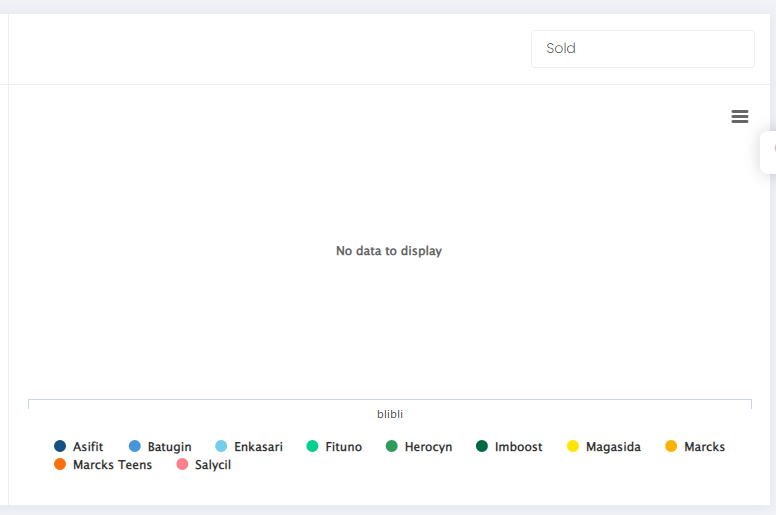 Sold
No data to display
blibli
Asifit Batugin Enkasari Fituno Herocyn Imboost Magasida Marcks
Marcks Teens Salycil